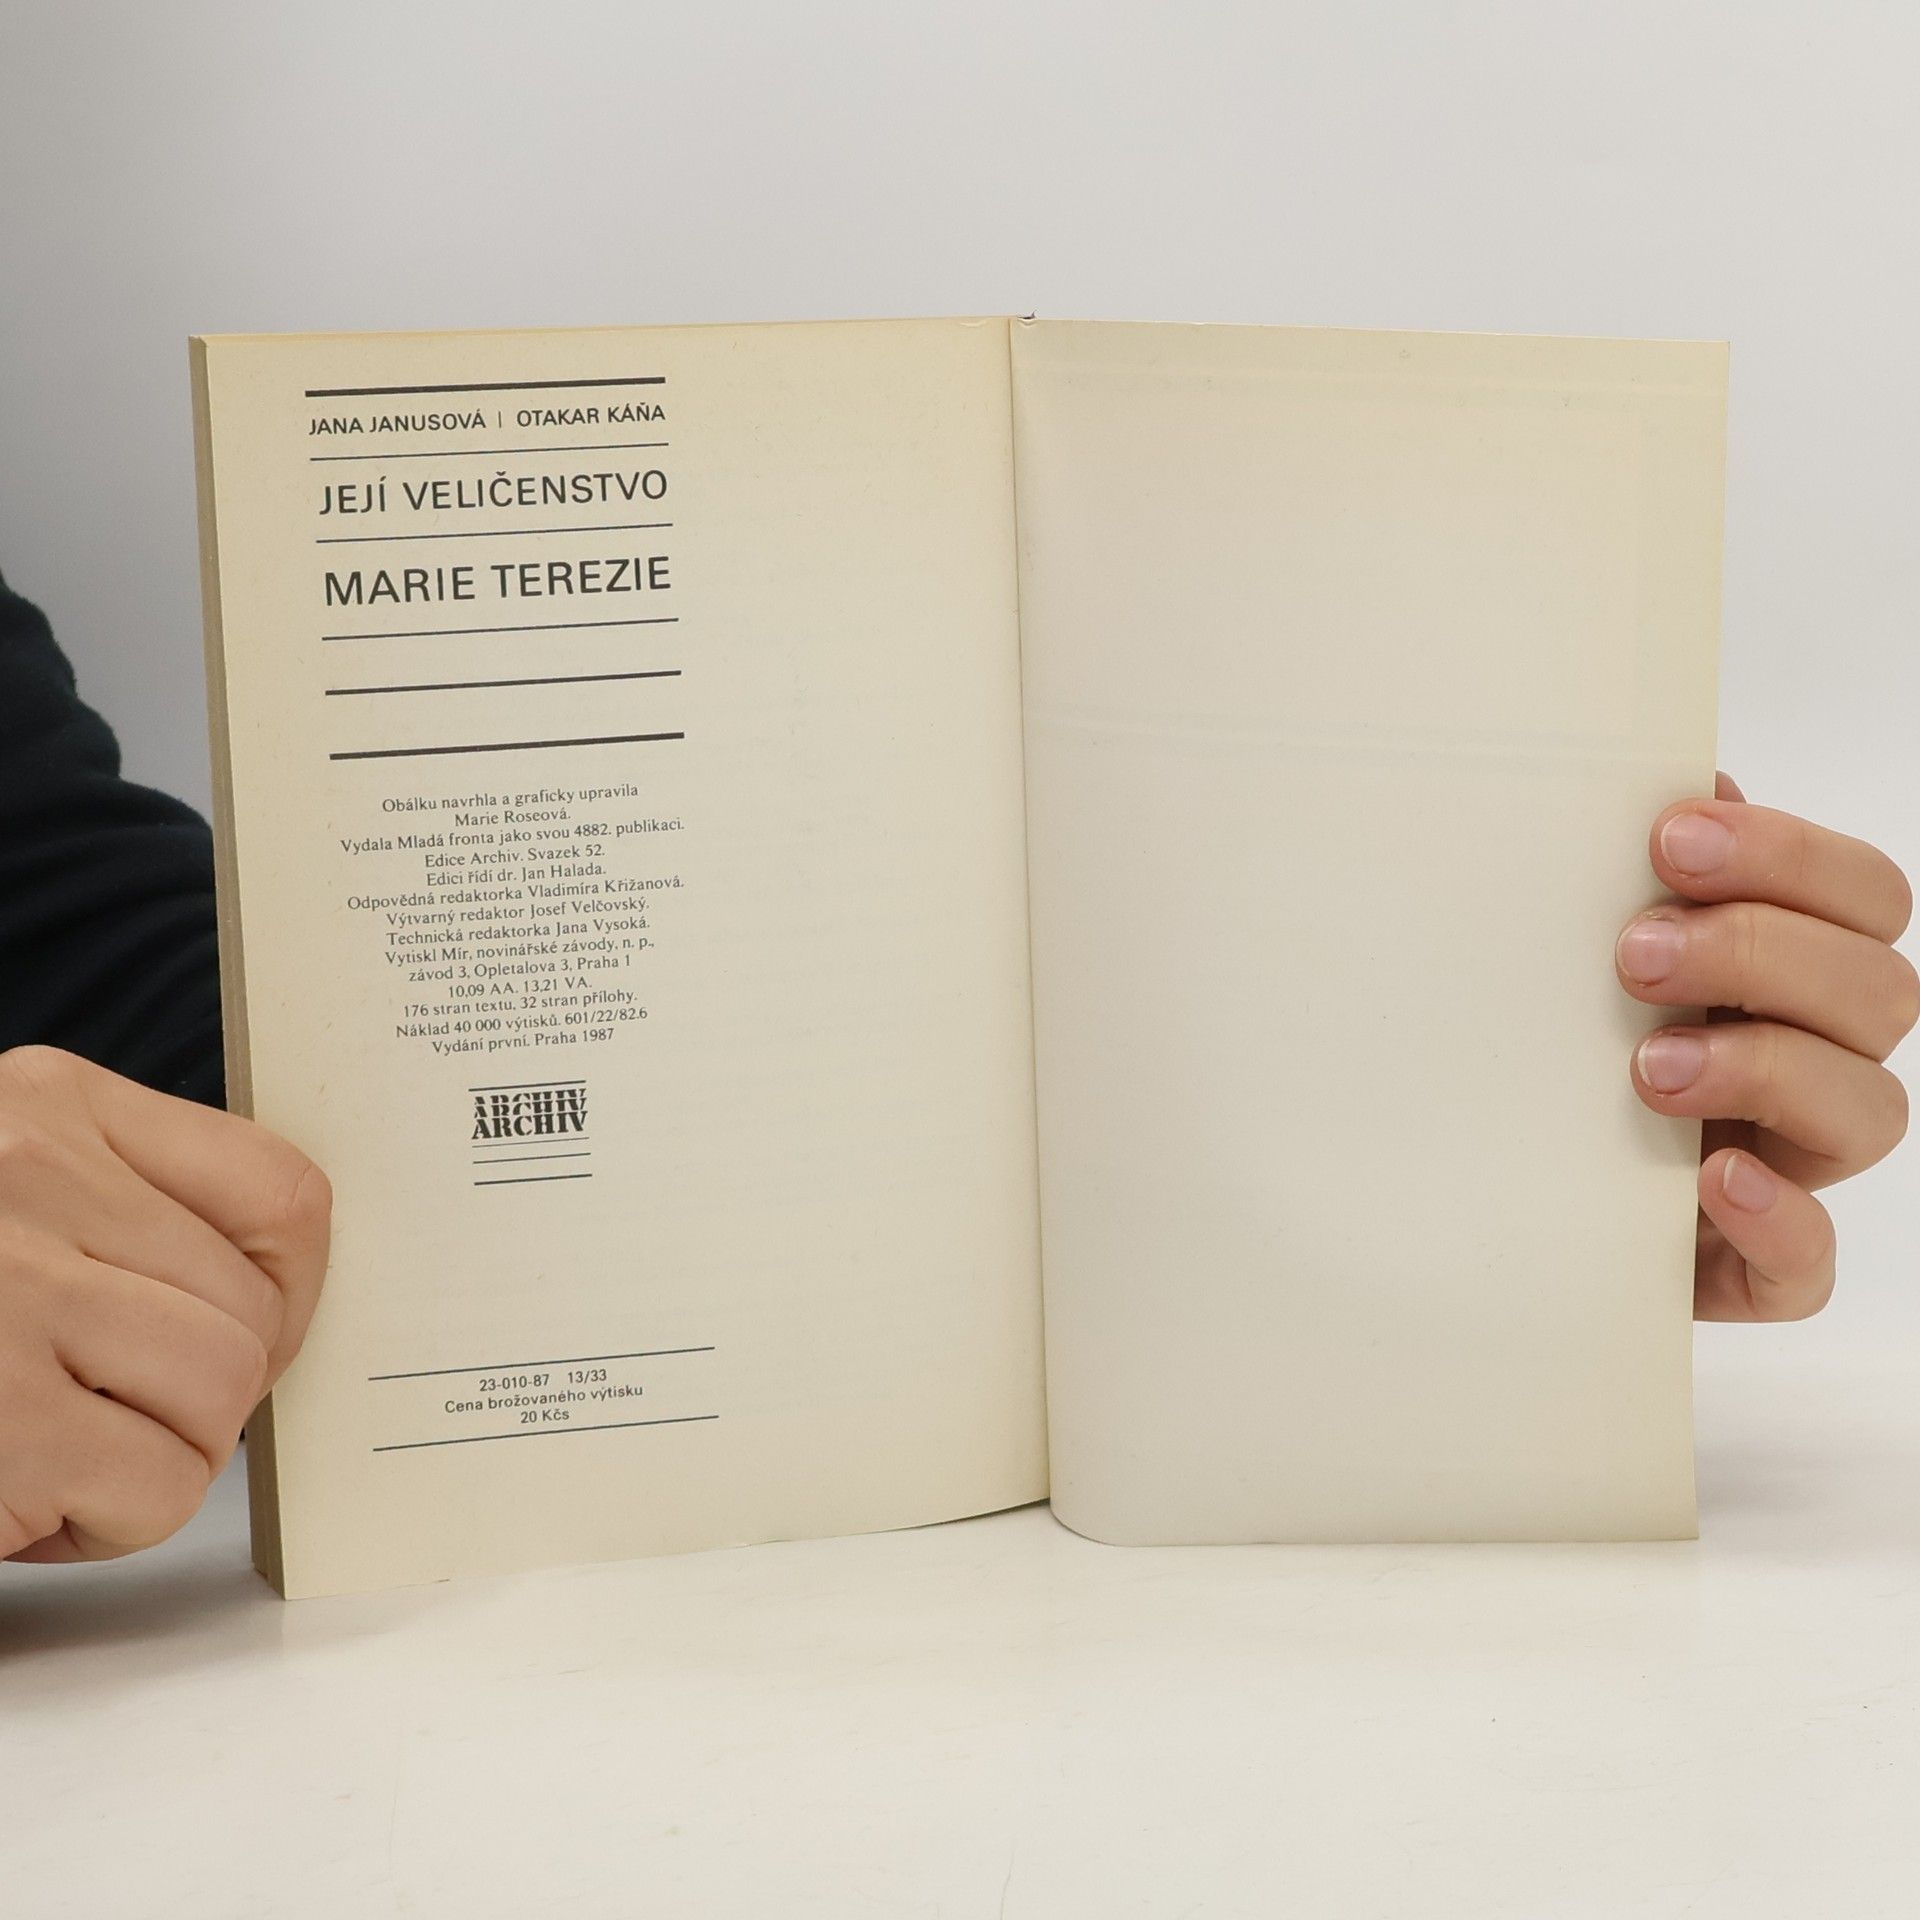 JANA JANUSOVÁ | OTAKAR KÁŇA
JEJÍ VELIČENSTVO
MARIE TEREZIE
Obálku navrhla a graficky upravila
Marie Roseová.
Vydala Mladá fronta jako svou 4882. publikaci.
Edice Archiv. Svazek 52.
Edici řídí dr. Jan Halada.
Odpovědná redaktorka Vladimíra Křižanová.
Výtvarný redaktor Josef Velčovský.
Technická redaktorka Jana Vysoká.
Vytiskl Mír, novinářské závody, n. p.,
závod 3, Opletalova 3, Praha 1
10,09 AA. 13,21 VA.
176 stran textu, 32 stran přílohy.
Náklad 40 000 výtisků. 601/22/82.6
Vydání první. Praha 1987
ARCHIV
ARCHIV
ARCHIV
23-010-87 13/33
Cena brožovaného výtisku
20 Kčs